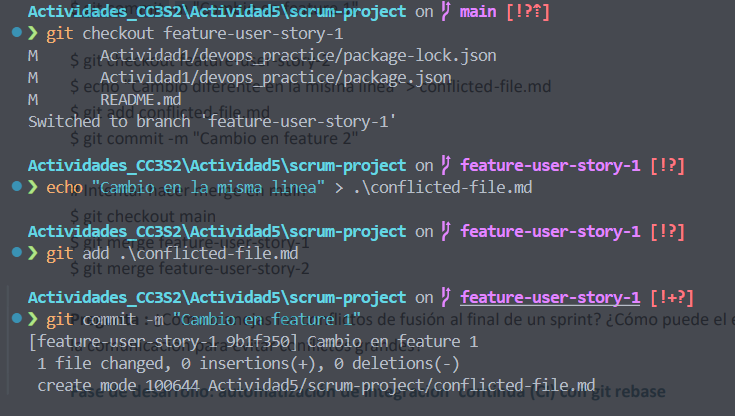 $ git commit -m "Cambio en feature 1"
Actividades_CC3S2\Actividad5\scrum-project on main [!?⇡]
❯ git checkout feature-user-story-1
M Actividad1/devops_practice/package-lock.json
$ git checkout feature-user-story-2
M Actividad1/devops_practice/package.json
$ echo "Cambio diferente en la misma línea" > conflicted-file.md
M README.md
$ git add conflicted-file.md
Switched to branch 'feature-user-story-1'
$ git commit -m "Cambio en feature 2"
Actividades_CC3S2\Actividad5\scrum-project on feature-user-story-1 [!?]
❯ echo "Cambio en la misma linea" > .\conflicted-file.md
$ git checkout main
Actividades_CC3S2\Actividad5\scrum-project on feature-user-story-1 [!?]
$ git merge feature-user-story-1
❯ git add .\conflicted-file.md
$ git merge feature-user-story-2
Actividades_CC3S2\Actividad5\scrum-project on feature-user-story-1 [!+?]
❯ git commit -m "Cambio en feature 1"
de fusión al final de un sprint? ¿Cómo puede el e
[feature-user-story-1 9b1f350] Cambio en feature 1
1 file changed, 0 insertions(+), 0 deletions(-)
create mode 100644 Actividad5/scrum-project/conflicted-file.md
Fase de desarrollo: automatización de integración continua (CI) con git rebase